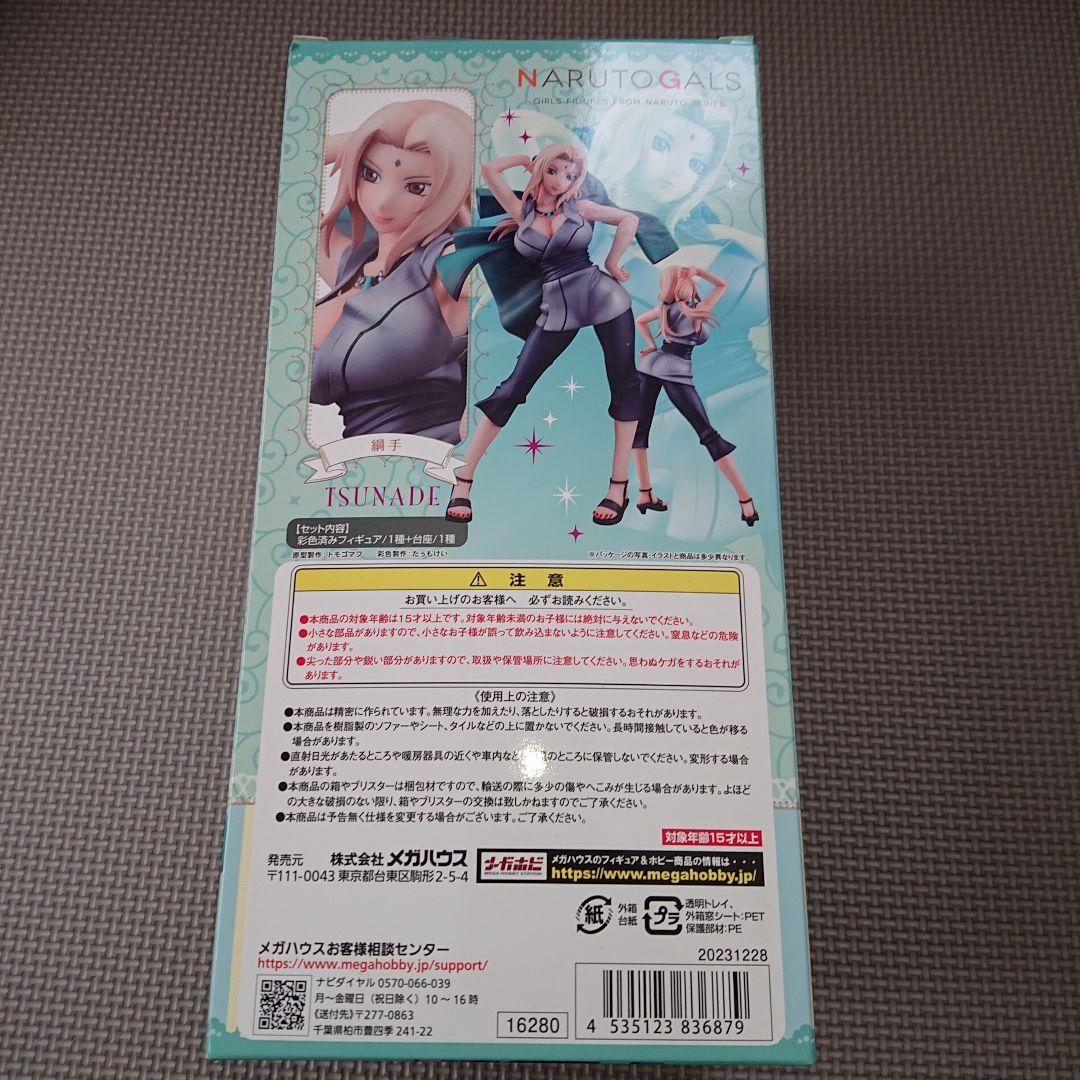 NARUTOGALS
GIRLS FIGURES FROM NARUTO SERIES
綱手
TSUNADE
【セット内容】
彩色済みフィギュア/1種+台座/1種
原型製作:トモゴマフ 彩色製作:たっもけい
※パッケージの写真・イラストと商品は多少異なります。
注 意
お買い上げのお客様へ 必ずお読みください。
●本商品の対象年齢は15才以上です。対象年齢未満のお子様には絶対に与えないでください。
●小さな部品がありますので、小さなお子様が誤って飲み込まないように注意してください。窒息などの危険
があります。
●尖った部分や鋭い部分がありますので、取扱や保管場所に注意してください。思わぬケガをするおそれが
あります。
《使用上の注意》
●本商品は精密に作られています。無理な力を加えたり、落としたりすると破損するおそれがあります。
●本商品を樹脂製のソファーやシート、タイルなどの上に置かないでください。長時間接触していると色が移る
場合があります。
●直射日光があたるところや暖房器具の近くや車内など のところに保管しないでください。変形する場合
があります。
●本商品の箱やブリスターは梱包材ですので、輸送の際に多少の傷やへこみが生じる場合があります。よほど
の大きな破損のない限り、箱やブリスターの交換は致しかねますのでご了承ください。
●本商品は予告無く仕様を変更する場合がございます。ご了承ください。
対象年齢15才以上
発売元 株式会社メガハウス
〒111-0043 東京都台東区駒形2-5-4
メガホビ
MEGA HOBBY STATION
メガハウスのフィギュア&ホビー商品の情報は・・・
https://www.megahobby.jp/
紙
外箱
台紙
プラ
透明トレイ、
外箱窓シート:PET
保護部材:PE
20231228
メガハウスお客様相談センター
https://www.megahobby.jp/support/
ナビダイヤル 0570-066-039
月~金曜日(祝日除く)10~16時
《送付先》〒277-0863
千葉県柏市豊四季241-22
16280
4 535123 836879